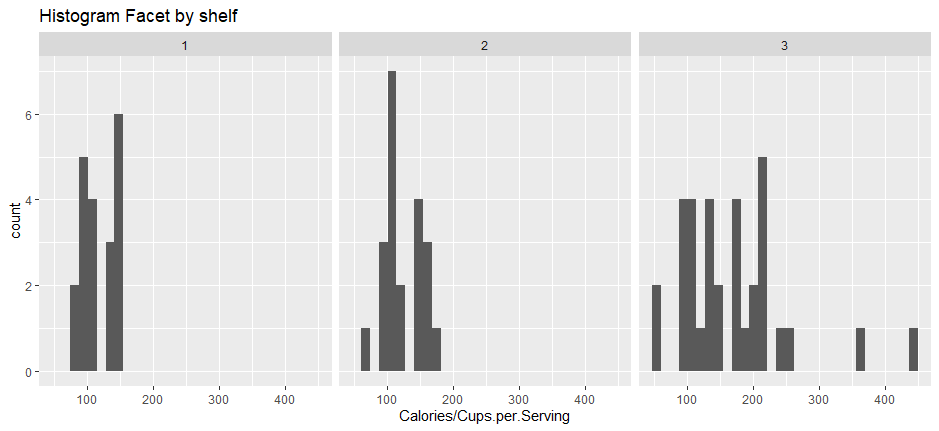 Histogram Facet by shelf
1 2 3
6
4
2
0
count
100 200 300 400 100 200 300 400 100 200 300 400
Calories/Cups.per.Serving